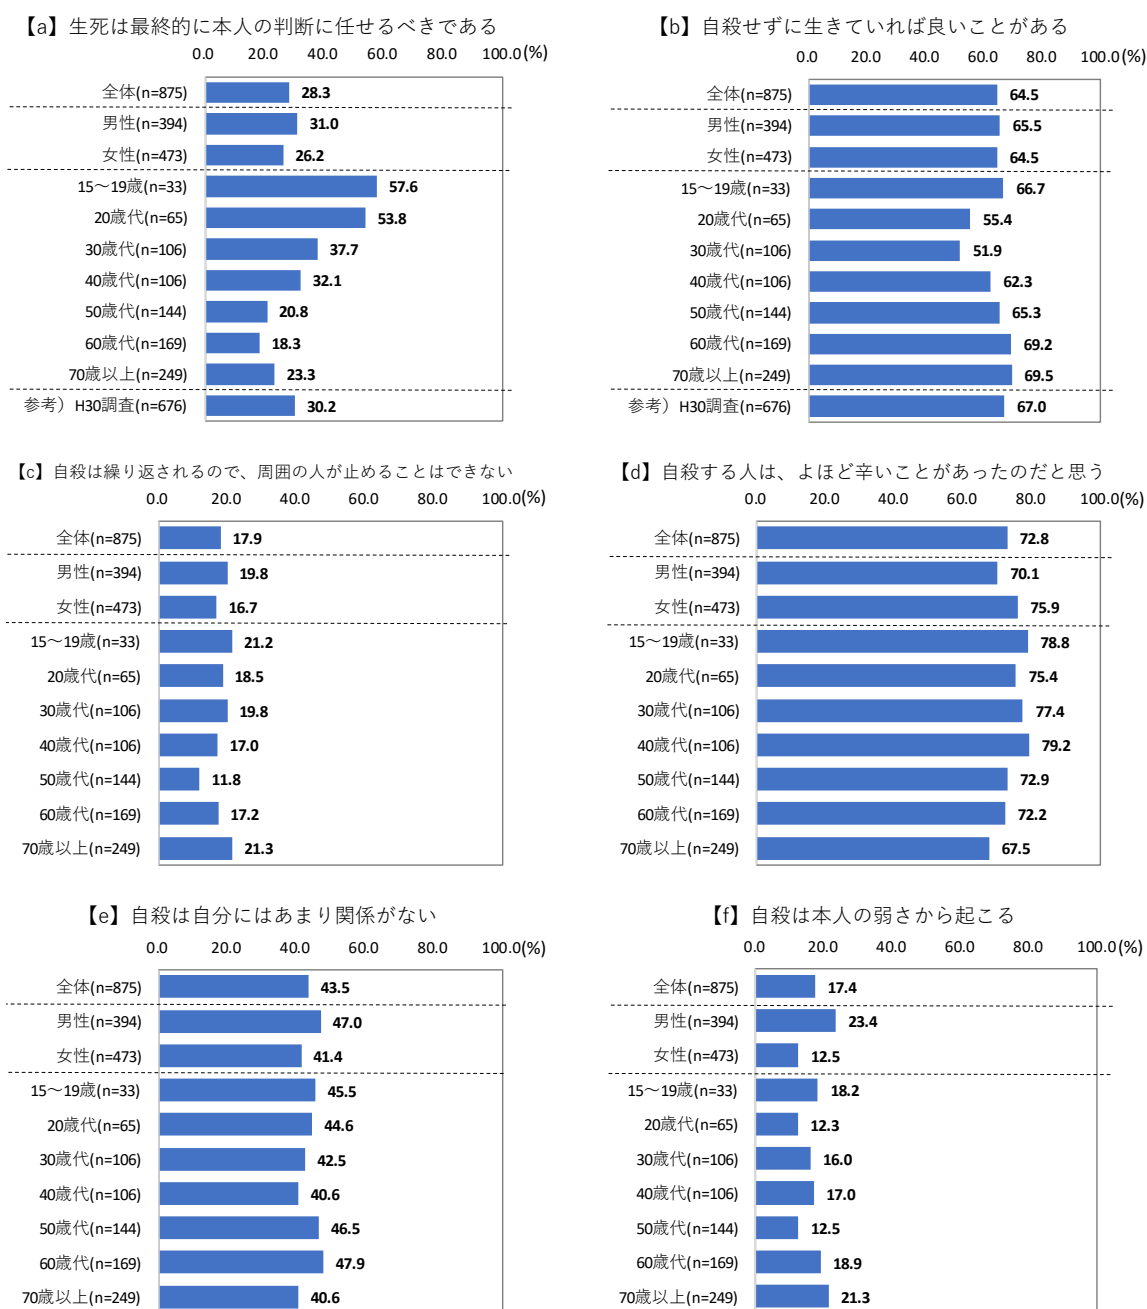 【a】生死は最終的に本人の判断に任せるべきである
0.0 20.0 40.0 60.0 80.0 100.0(%)
全体(n=875) 28.3
男性(n=394) 31.0
女性(n=473) 26.2
15～19歳(n=33) 57.6
20歳代(n=65) 53.8
30歳代(n=106) 37.7
40歳代(n=106) 32.1
50歳代(n=144) 20.8
60歳代(n=169) 18.3
70歳以上(n=249) 23.3
参考）H30調査(n=676) 30.2
【b】自殺せずに生きていれば良いことがある
0.0 20.0 40.0 60.0 80.0 100.0(%)
全体(n=875) 64.5
男性(n=394) 65.5
女性(n=473) 64.5
15～19歳(n=33) 66.7
20歳代(n=65) 55.4
30歳代(n=106) 51.9
40歳代(n=106) 62.3
50歳代(n=144) 65.3
60歳代(n=169) 69.2
70歳以上(n=249) 69.5
参考）H30調査(n=676) 67.0
【c】自殺は繰り返されるので、周囲の人が止めることはできない
0.0 20.0 40.0 60.0 80.0 100.0(%)
全体(n=875) 17.9
男性(n=394) 19.8
女性(n=473) 16.7
15～19歳(n=33) 21.2
20歳代(n=65) 18.5
30歳代(n=106) 19.8
40歳代(n=106) 17.0
50歳代(n=144) 11.8
60歳代(n=169) 17.2
70歳以上(n=249) 21.3
【d】自殺する人は、よほど辛いことがあったのだと思う
0.0 20.0 40.0 60.0 80.0 100.0(%)
全体(n=875) 72.8
男性(n=394) 70.1
女性(n=473) 75.9
15～19歳(n=33) 78.8
20歳代(n=65) 75.4
30歳代(n=106) 77.4
40歳代(n=106) 79.2
50歳代(n=144) 72.9
60歳代(n=169) 72.2
70歳以上(n=249) 67.5
【e】自殺は自分にはあまり関係がない
0.0 20.0 40.0 60.0 80.0 100.0(%)
全体(n=875) 43.5
男性(n=394) 47.0
女性(n=473) 41.4
15～19歳(n=33) 45.5
20歳代(n=65) 44.6
30歳代(n=106) 42.5
40歳代(n=106) 40.6
50歳代(n=144) 46.5
60歳代(n=169) 47.9
70歳以上(n=249) 40.6
【f】自殺は本人の弱さから起こる
0.0 20.0 40.0 60.0 80.0 100.0(%)
全体(n=875) 17.4
男性(n=394) 23.4
女性(n=473) 12.5
15～19歳(n=33) 18.2
20歳代(n=65) 12.3
30歳代(n=106) 16.0
40歳代(n=106) 17.0
50歳代(n=144) 12.5
60歳代(n=169) 18.9
70歳以上(n=249) 21.3